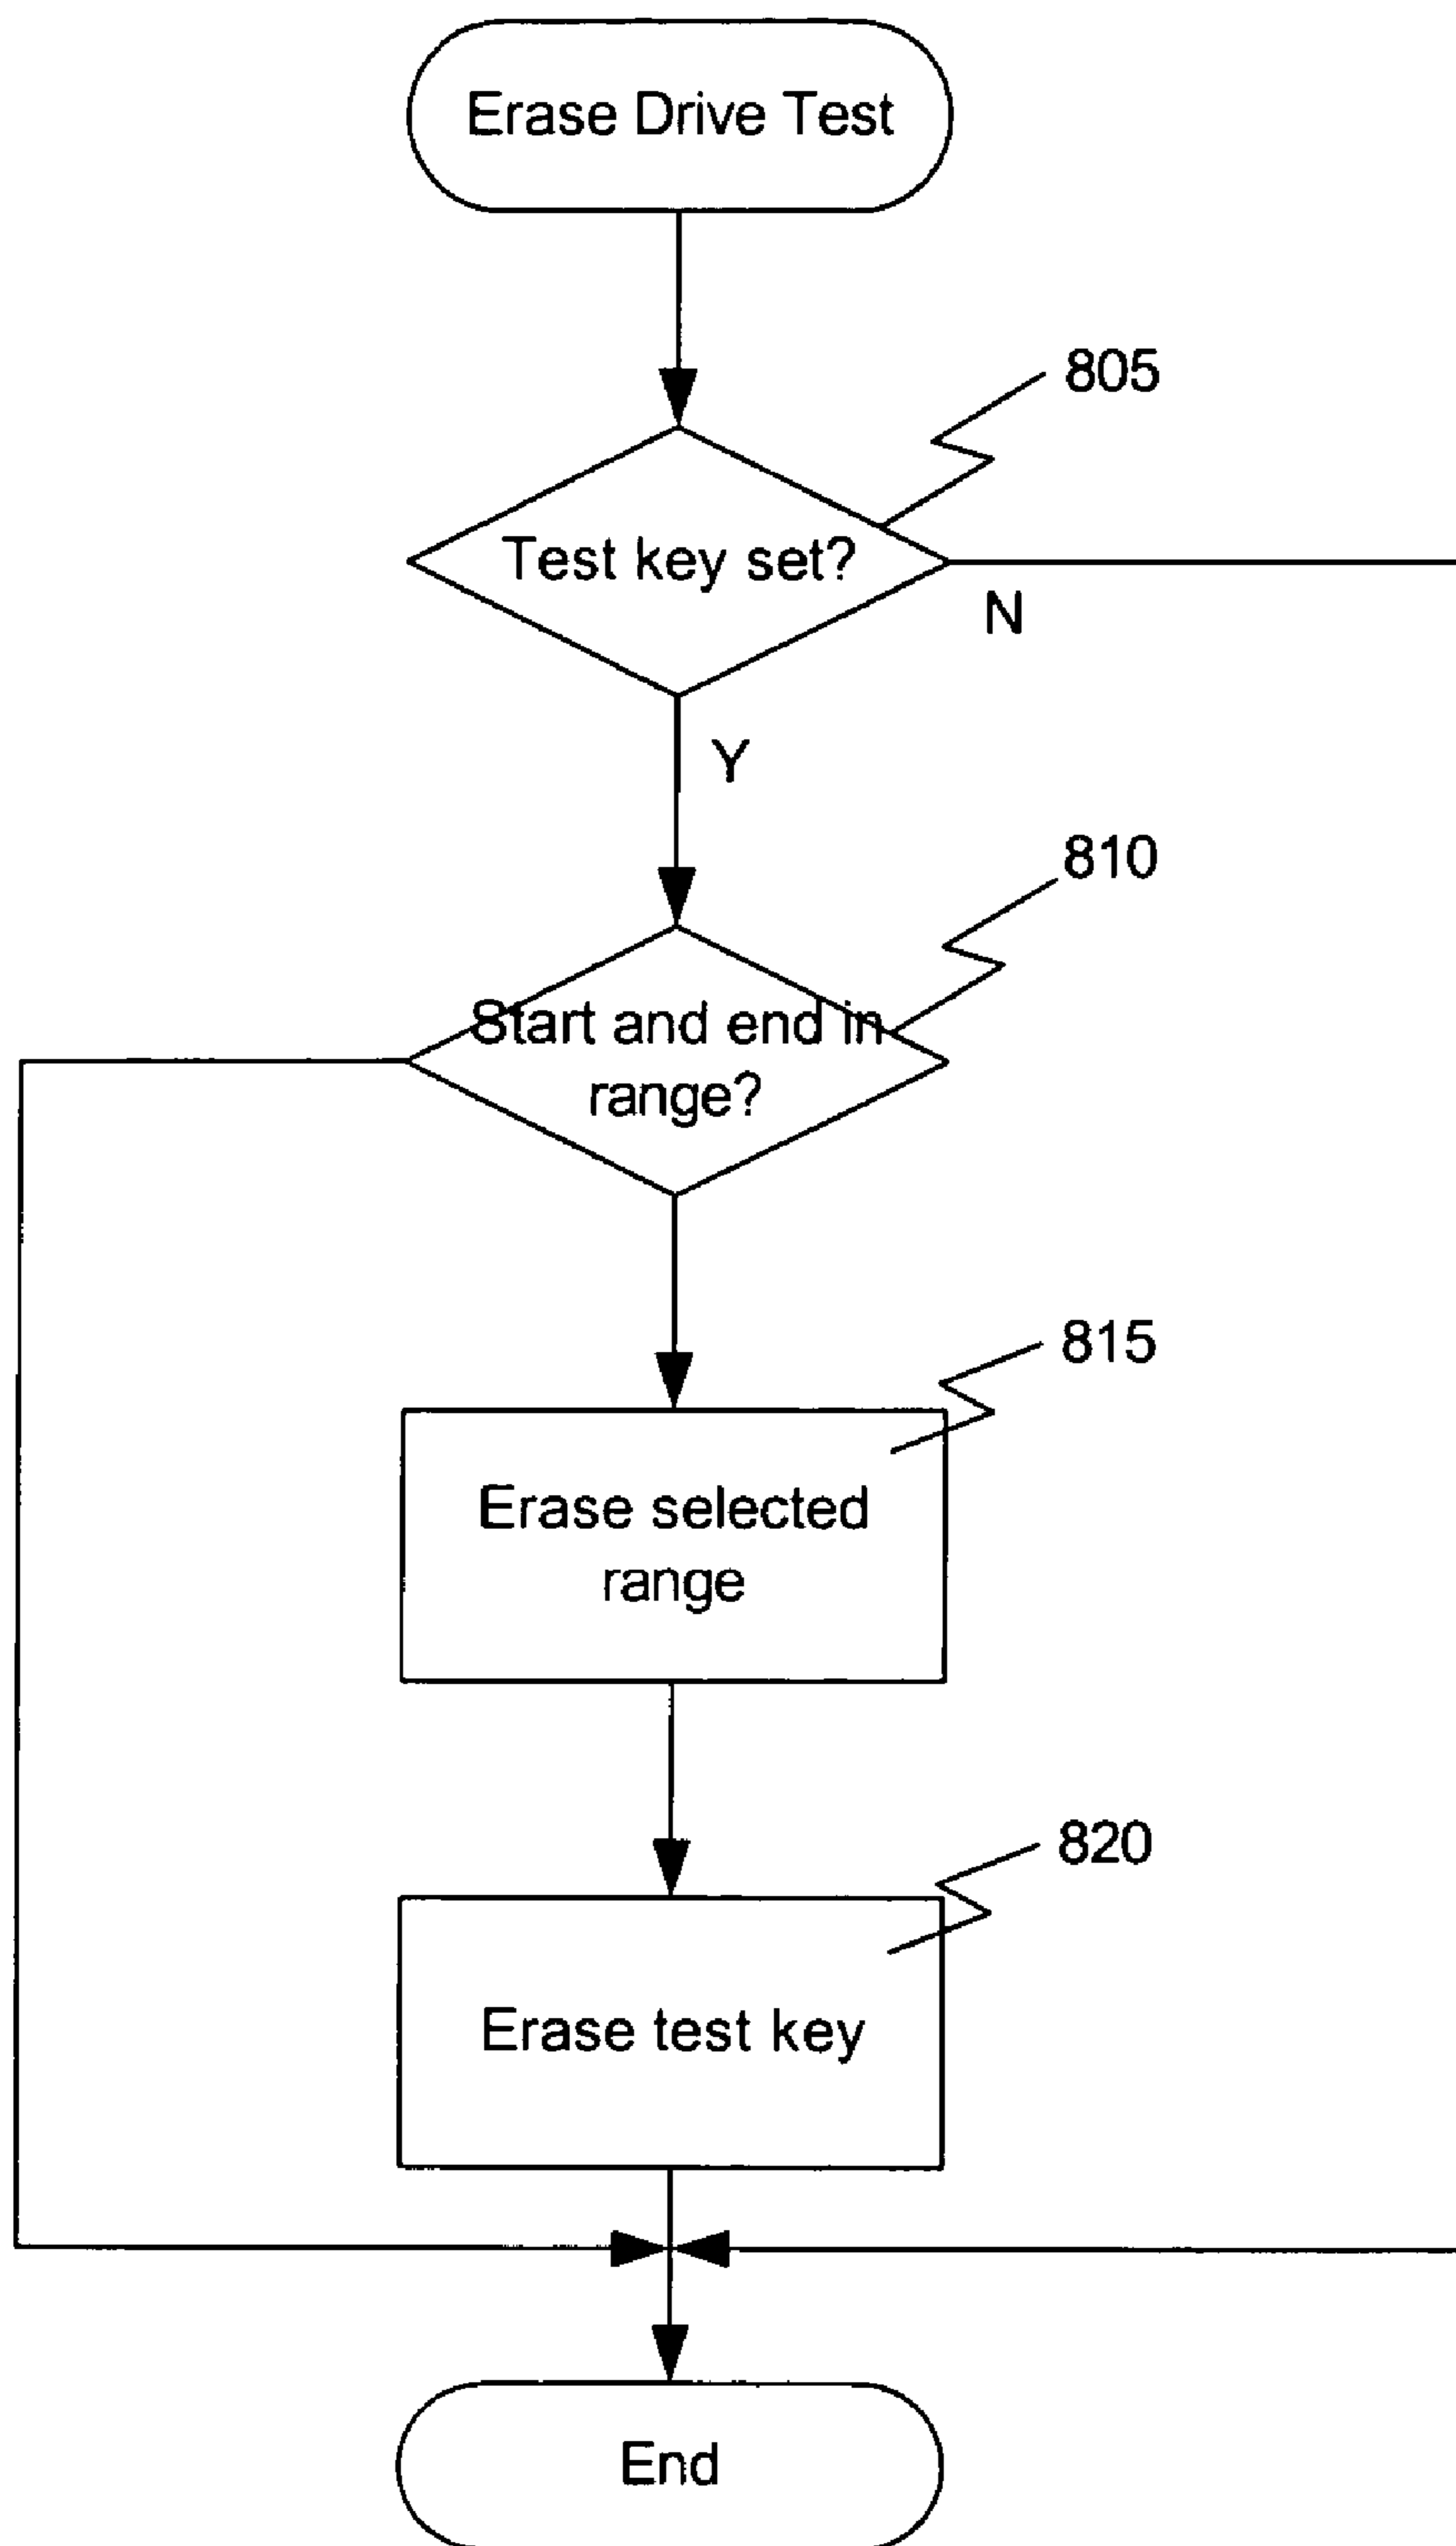 Erase Drive Test
805
Test key set?
N
Y
810
Start and end in
range?
815
Erase selected
range
820
Erase test key
End